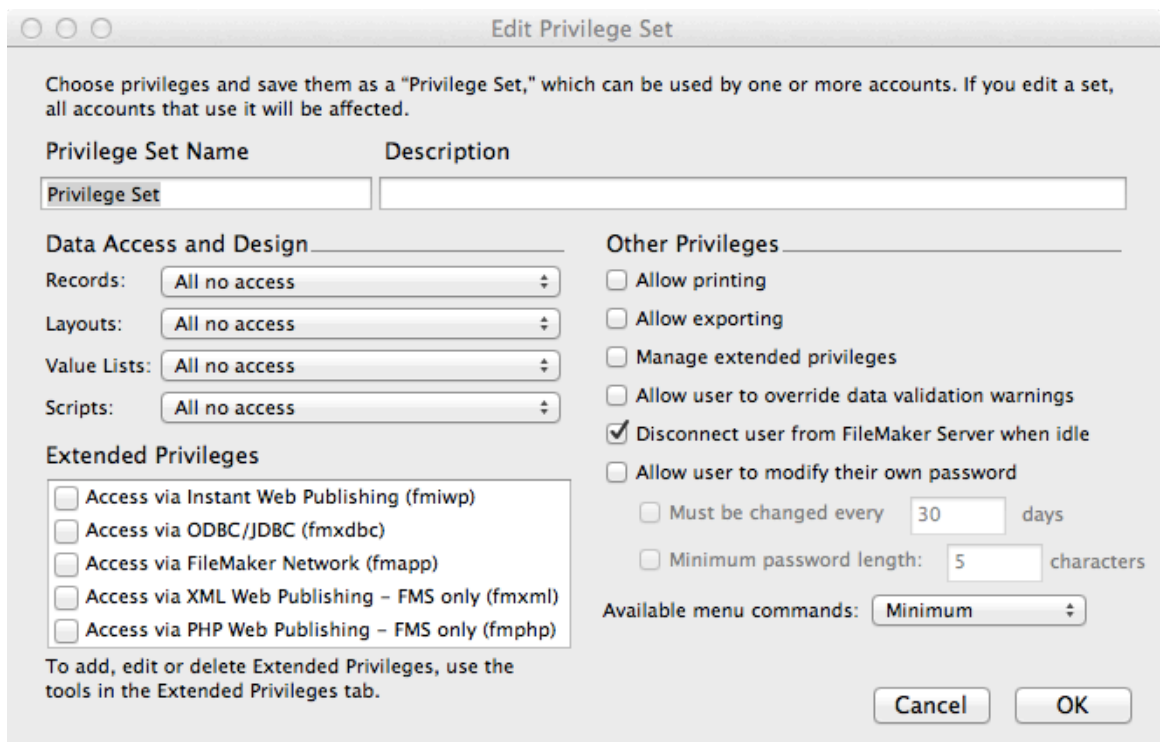 Edit Privilege Set
Choose privileges and save them as a “Privilege Set,” which can be used by one or more accounts. If you edit a set,
all accounts that use it will be affected.
Privilege Set Name
Description
Privilege Set
Data Access and Design
Records: All no access
Layouts: All no access
Value Lists: All no access
Scripts: All no access
Extended Privileges
Access via Instant Web Publishing (fmiwp)
Access via ODBC/JDBC (fmxdbc)
Access via FileMaker Network (fmapp)
Access via XML Web Publishing – FMS only (fmxml)
Access via PHP Web Publishing – FMS only (fmphp)
To add, edit or delete Extended Privileges, use the
tools in the Extended Privileges tab.
Other Privileges
Allow printing
Allow exporting
Manage extended privileges
Allow user to override data validation warnings
Disconnect user from FileMaker Server when idle
Allow user to modify their own password
Must be changed every 30 days
Minimum password length: 5 characters
Available menu commands: Minimum
Cancel OK